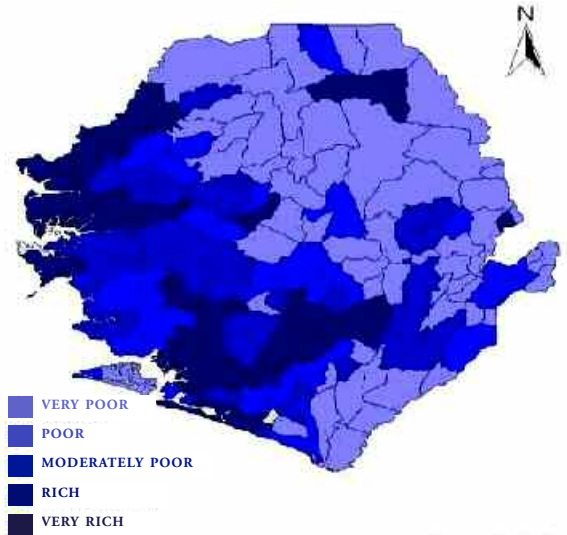 N
VERY POOR
POOR
MODERATELY POOR
RICH
VERY RICH